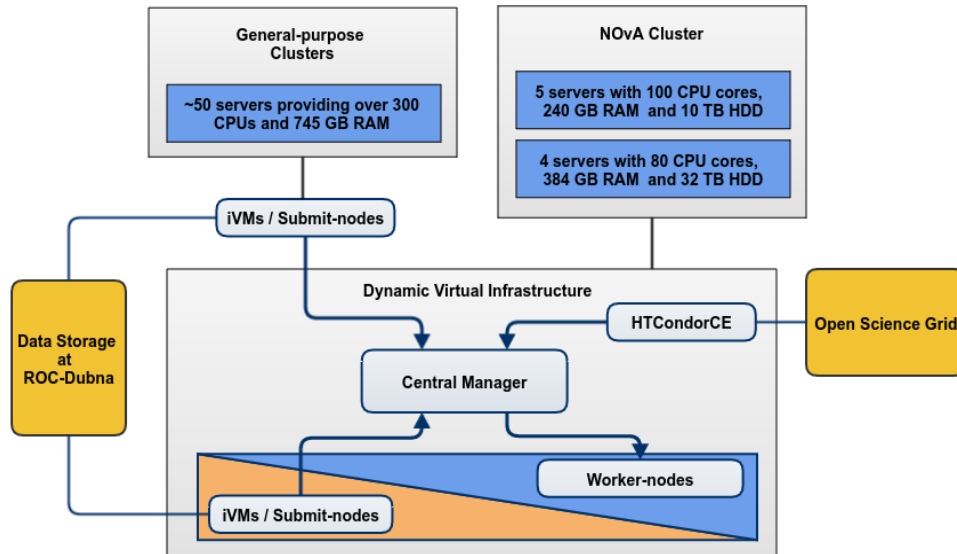 General-purpose
Clusters
~50 servers providing over 300
CPUs and 745 GB RAM
NOvA Cluster
5 servers with 100 CPU cores,
240 GB RAM and 10 TB HDD
4 servers with 80 CPU cores,
384 GB RAM and 32 TB HDD
iVMs / Submit-nodes
Dynamic Virtual Infrastructure
HTCondorCE
Open Science Grid
Data Storage
at
ROC-Dubna
Central Manager
Worker-nodes
iVMs / Submit-nodes